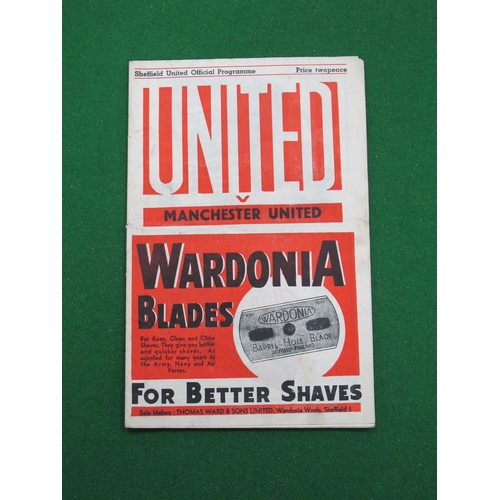 Sheffield United Official Programme Price twopence
UNITED
v
MANCHESTER UNITED
WARDONIA
BLADES
For Keen, Clean and Close
Shaves. They give you better
and quicker shaves. As
supplied for many years to
the Army, Navy and Air
Forces.
WARDONIA
BARREL-HOLE BLADE
FOR BETTER SHAVES
Sole Makers - THOMAS WARD & SONS LIMITED, Wardonia Works, Sheffield 1